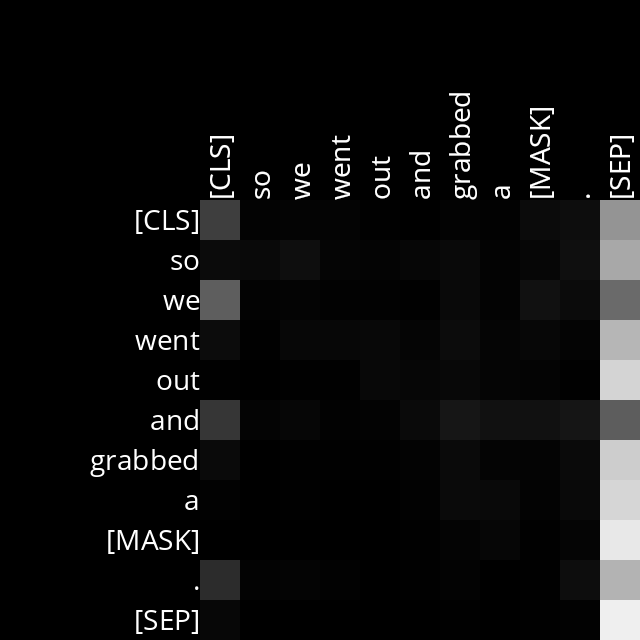 [CLS] so we went out and grabbed a [MASK] . [SEP]
[CLS]
so
we
went
out
and
grabbed
a
[MASK]
.
[SEP]